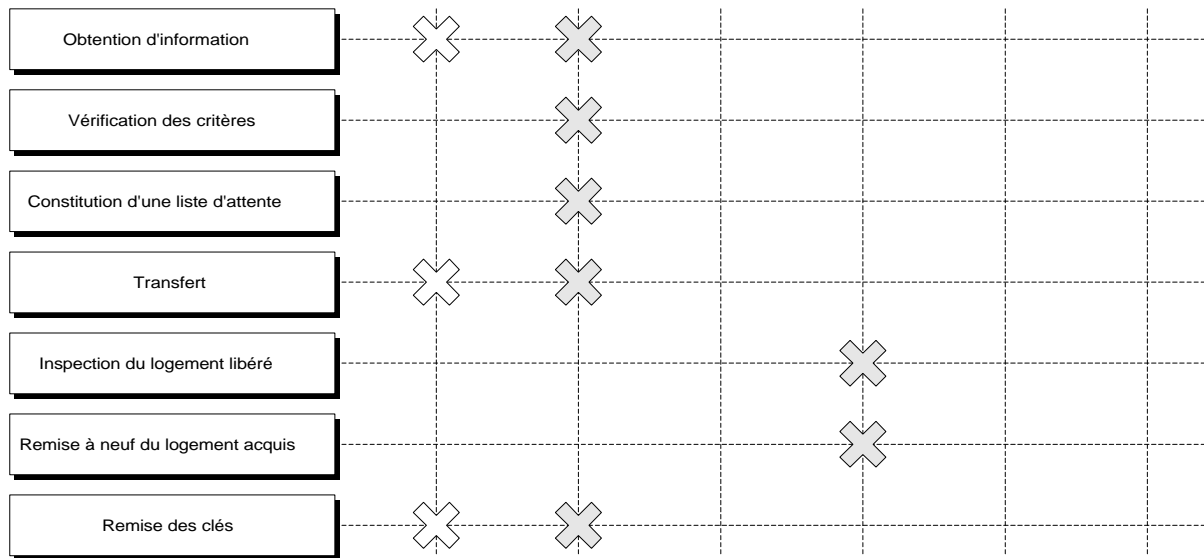 Obtention d'information
Vérification des critères
Constitution d'une liste d'attente
Transfert
Inspection du logement libéré
Remise à neuf du logement acquis
Remise des clés